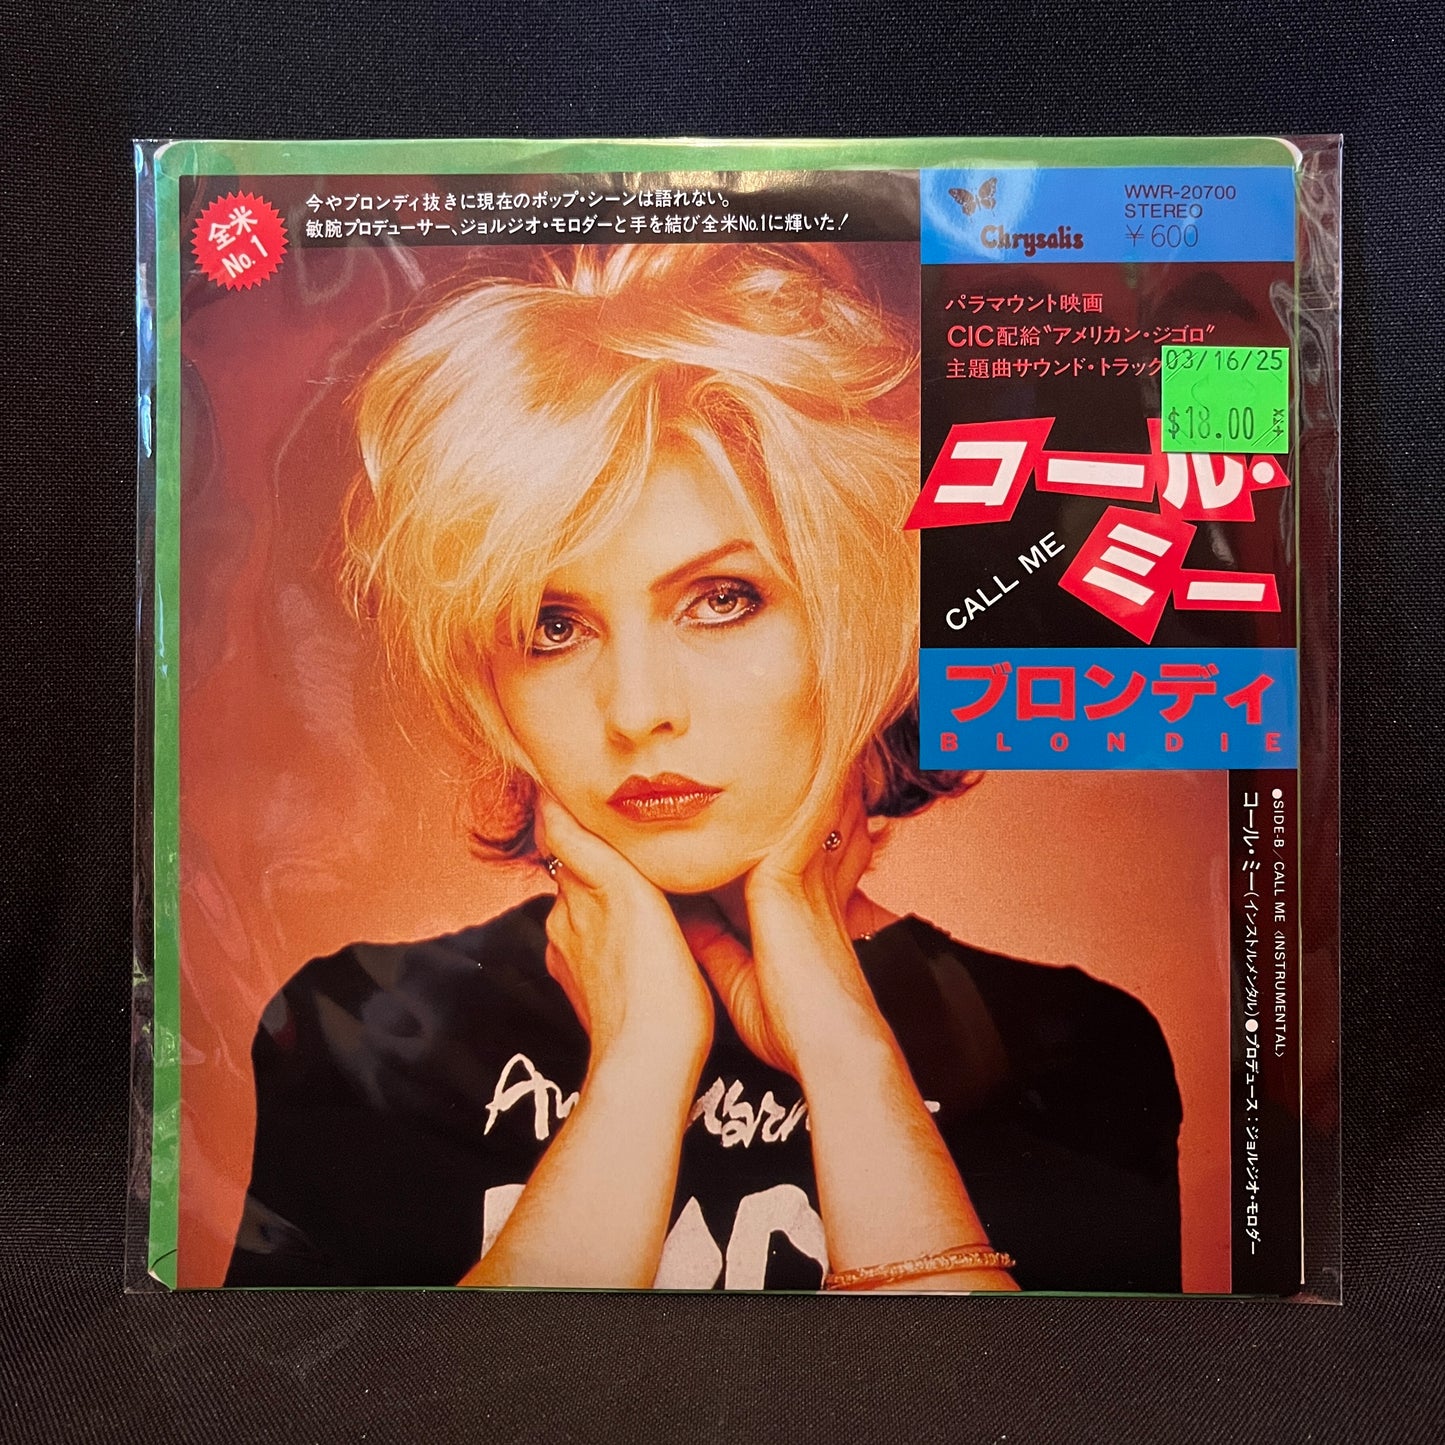 全米
No.1
今やブロンディ抜きに現在のポップ・シーンは語れない。
敏腕プロデューサー、ジョルジオ・モロダーと手を結び全米No.1に輝いた!
Chrysalis
WWR-20700
STEREO
¥600
パラマウント映画
CIC配給“アメリカン・ジゴロ”
主題曲サウンド・トラック
03/16/25
$18.00
コール・
ミー
CALL ME
ブロンディ
BLONDIE
●SIDE-B/CALL ME〈INSTRUMENTAL〉
コール・ミー(インストルメンタル)●プロデュース:ジョルジオ・モロダー